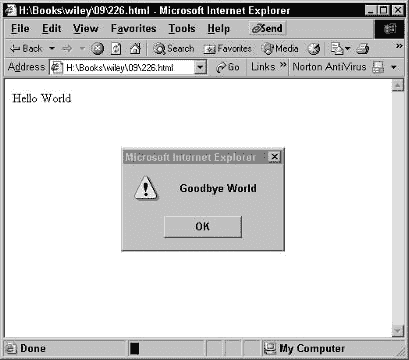 H:\Books\wiley\09\226.html - Microsoft Internet Explorer
File Edit View Favorites Tools Help Send
Back Search Favorites Media
Address H:\Books\wiley\09\226.html Go Links » Norton AntiVirus
Hello World
Microsoft Internet Explorer
Goodbye World
OK
Done My Computer